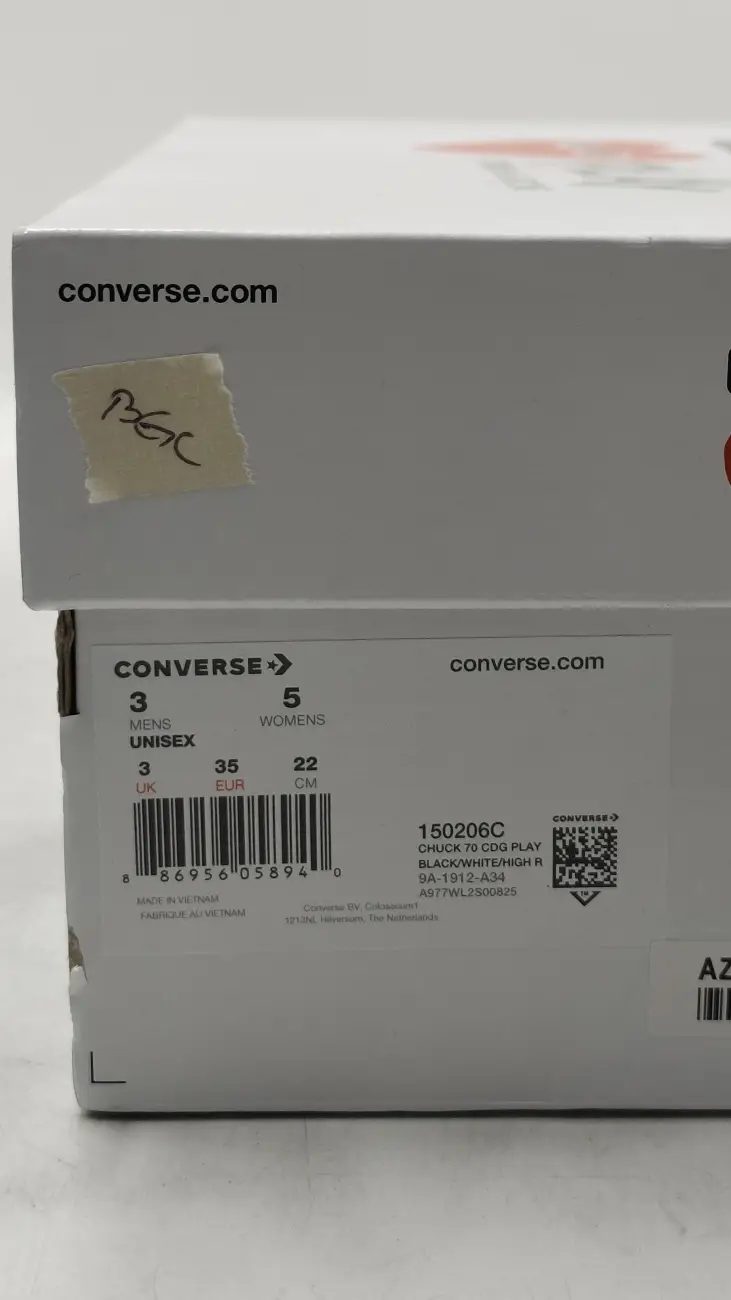 converse.com
CONVERSE
converse.com
3
5
MENS
WOMENS
UNISEX
3
35
22
UK
EUR
CM
8 86956 05894 0
MADE IN VIETNAM
FABRIQUE AU VIETNAM
Converse BV, Colosseum1
1213NL Hilversum, The Netherlands
150206C
CHUCK 70 CDG PLAY
BLACK/WHITE/HIGH R
9A-1912-A34
A977WL2S00825
CONVERSE
TM
AZ